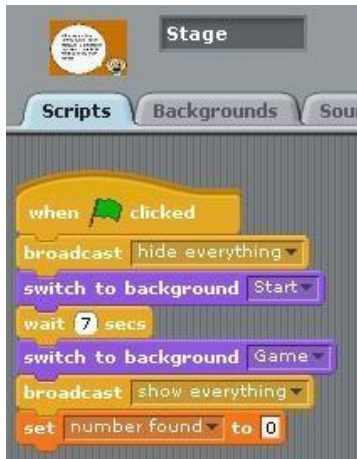 Stage
Scripts Backgrounds Sou
when clicked
broadcast hide everything
switch to background Start
wait 7 secs
switch to background Game
broadcast show everything
set number found to 0